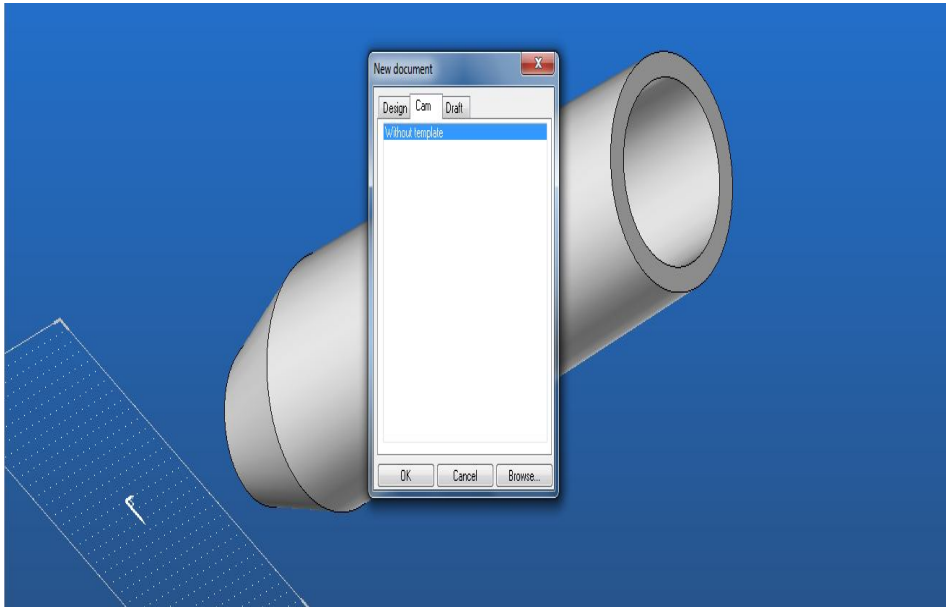 New document
Design Cam Draft
Without template
OK Cancel Browse...